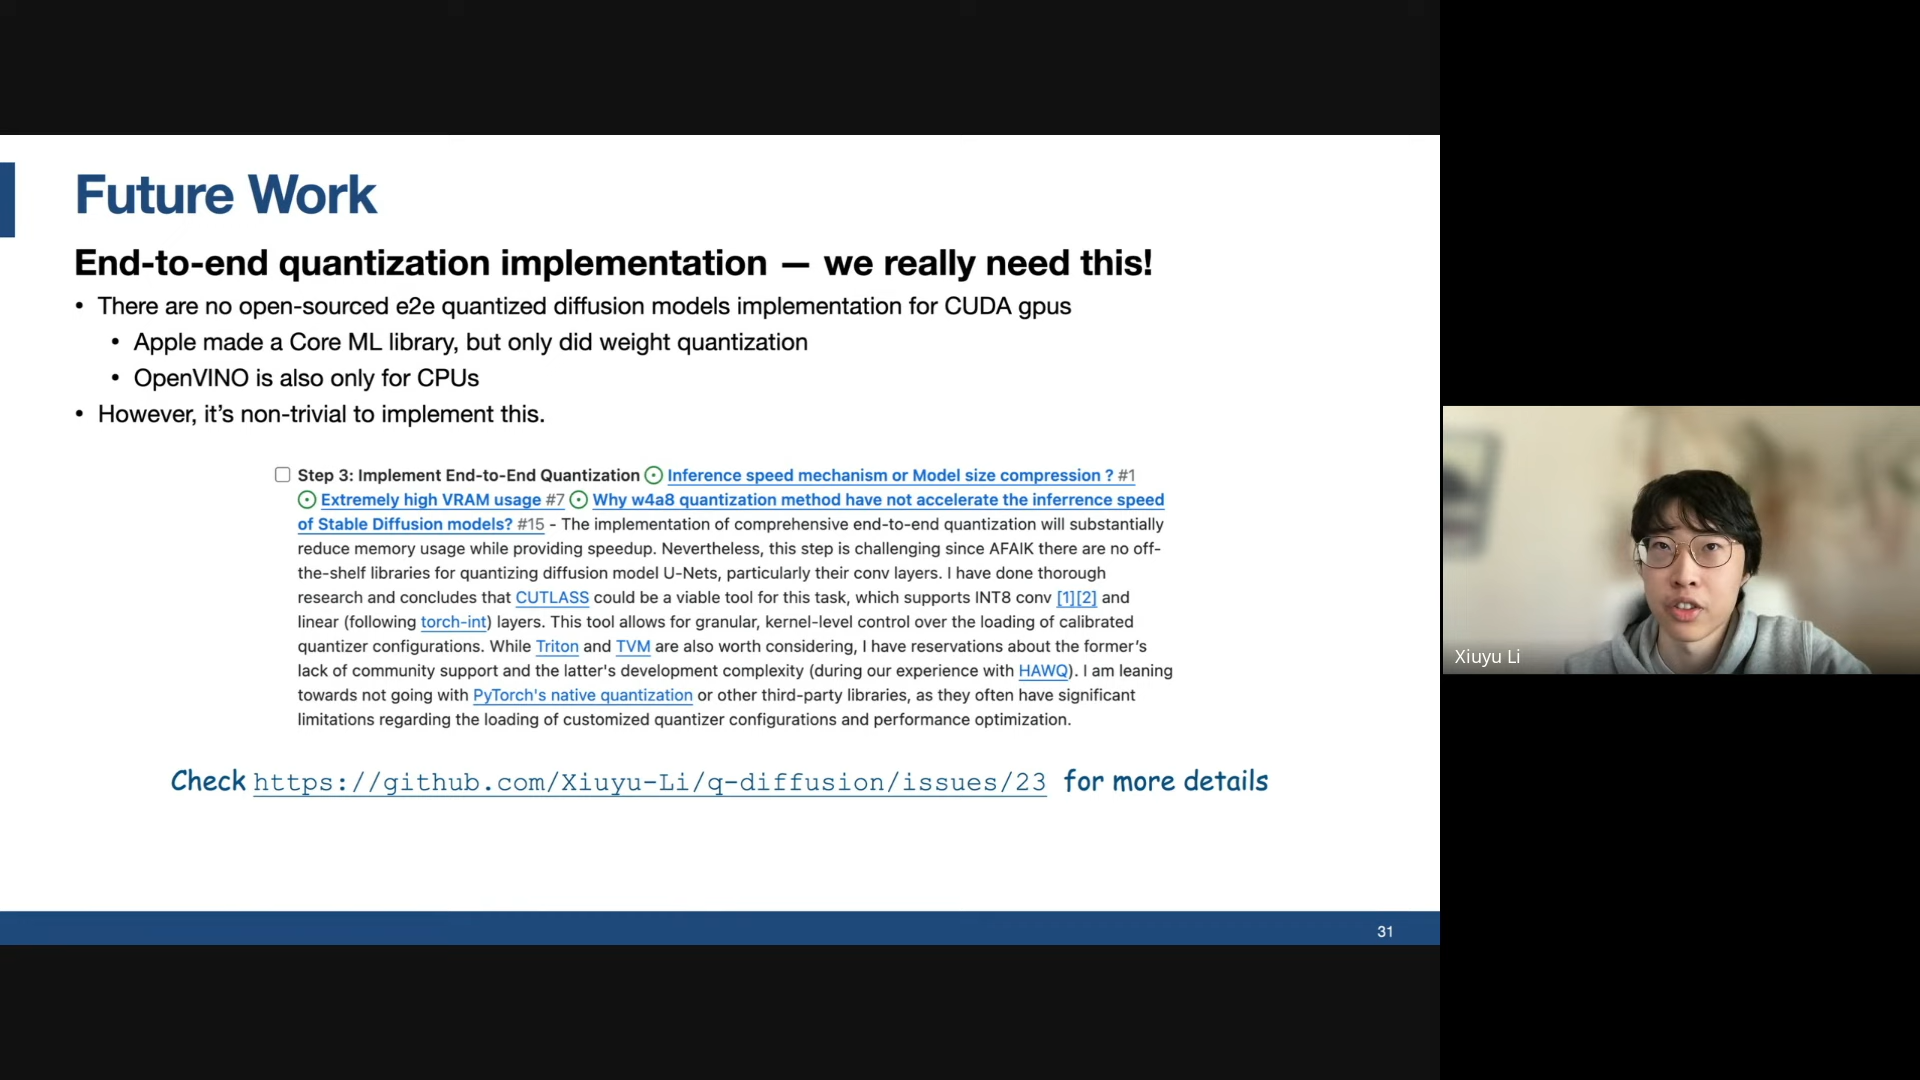 Future Work
End-to-end quantization implementation — we really need this!
• There are no open-sourced e2e quantized diffusion models implementation for CUDA gpus
• Apple made a Core ML library, but only did weight quantization
• OpenVINO is also only for CPUs
• However, it’s non-trivial to implement this.
Step 3: Implement End-to-End Quantization Inference speed mechanism or Model size compression ? #1
Extremely high VRAM usage #7 Why w4a8 quantization method have not accelerate the inferrence speed
of Stable Diffusion models? #15 - The implementation of comprehensive end-to-end quantization will substantially
reduce memory usage while providing speedup. Nevertheless, this step is challenging since AFAIK there are no off-
the-shelf libraries for quantizing diffusion model U-Nets, particularly their conv layers. I have done thorough
research and concludes that CUTLASS could be a viable tool for this task, which supports INT8 conv [1][2] and
linear (following torch-int) layers. This tool allows for granular, kernel-level control over the loading of calibrated
quantizer configurations. While Triton and TVM are also worth considering, I have reservations about the former’s
lack of community support and the latter's development complexity (during our experience with HAWQ). I am leaning
towards not going with PyTorch's native quantization or other third-party libraries, as they often have significant
limitations regarding the loading of customized quantizer configurations and performance optimization.
Check https://github.com/Xiuyu-Li/q-diffusion/issues/23 for more details
31
Xiuyu Li